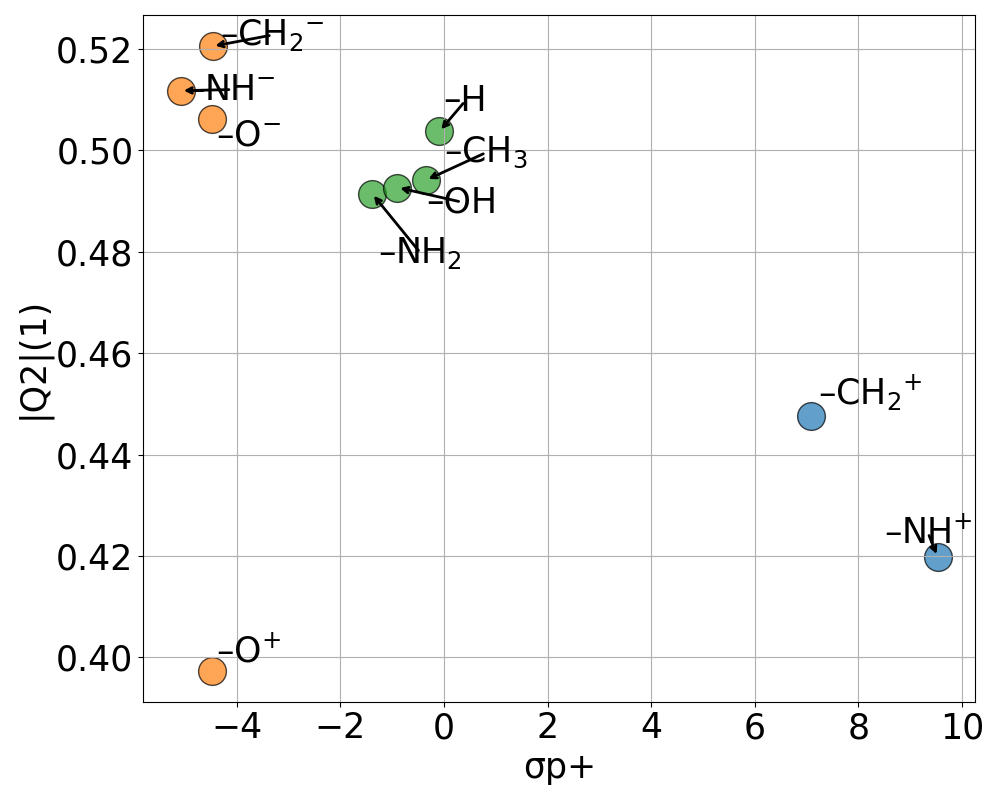 0.52
0.50
0.48
0.46
0.44
0.42
0.40
|Q2|(1)
–CH₂⁻
NH⁻
–O⁻
–H
–CH₃
–OH
–NH₂
–CH₂⁺
–NH⁺
–O⁺
−4 −2 0 2 4 6 8 10
σp+